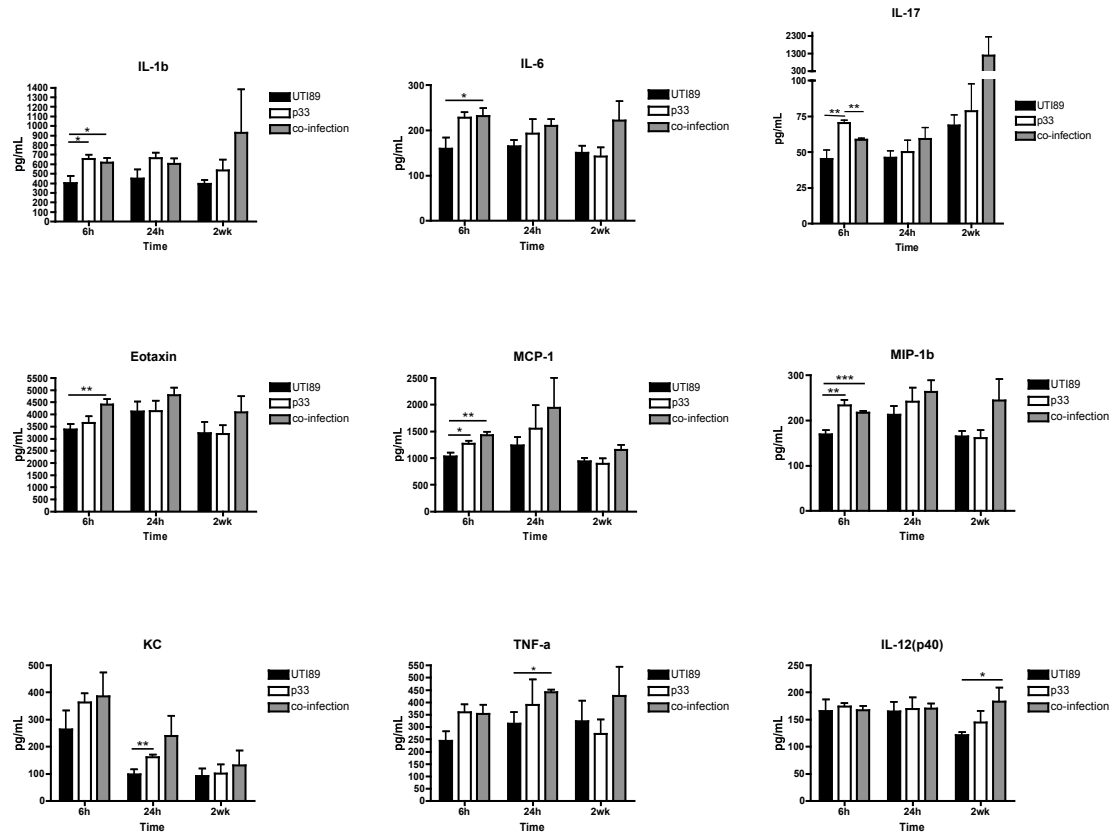 IL-1b
pg/mL
1400
1300
1200
1100
1000
900
800
700
600
500
400
300
200
100
0
*
*
6h 24h 2wk
Time
UTI89
p33
co-infection
IL-6
pg/mL
300
200
100
0
*
6h 24h 2wk
Time
UTI89
p33
co-infection
IL-17
pg/mL
2300
1300
300
100
75
50
25
0
** **
6h 24h 2wk
Time
UTI89
p33
co-infection
Eotaxin
pg/mL
5500
5000
4500
4000
3500
3000
2500
2000
1500
1000
500
0
**
6h 24h 2wk
Time
UTI89
p33
co-infection
MCP-1
pg/mL
2500
2000
1500
1000
500
0
**
*
6h 24h 2wk
Time
UTI89
p33
co-infection
MIP-1b
pg/mL
300
200
100
0
***
**
6h 24h 2wk
Time
UTI89
p33
co-infection
KC
pg/mL
500
400
300
200
100
0
**
6h 24h 2wk
Time
UTI89
p33
co-infection
TNF-a
pg/mL
550
500
450
400
350
300
250
200
150
100
50
0
*
6h 24h 2wk
Time
UTI89
p33
co-infection
IL-12(p40)
pg/mL
250
200
150
100
50
0
*
6h 24h 2wk
Time
UTI89
p33
co-infection